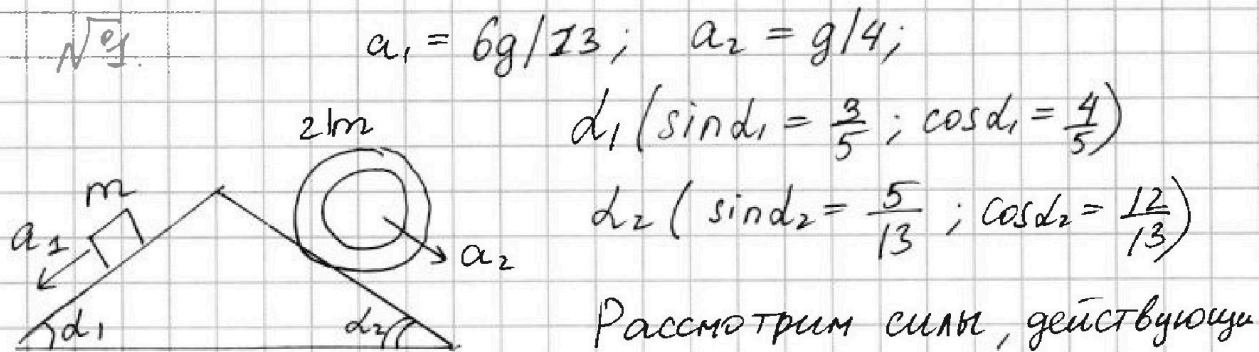 №1.
a₁ = 6g/13; a₂ = g/4;
α₁ (sinα₁ = 3/5; cosα₁ = 4/5)
2m
m
α₂ (sinα₂ = 5/13; cosα₂ = 12/13)
a₁
a₂
α₁ α₂
Рассмотрим силы, действующи